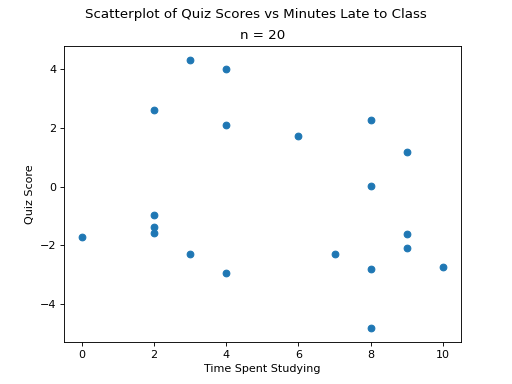 Scatterplot of Quiz Scores vs Minutes Late to Class
n = 20
4
2
0
−2
−4
Quiz Score
0 2 4 6 8 10
Time Spent Studying